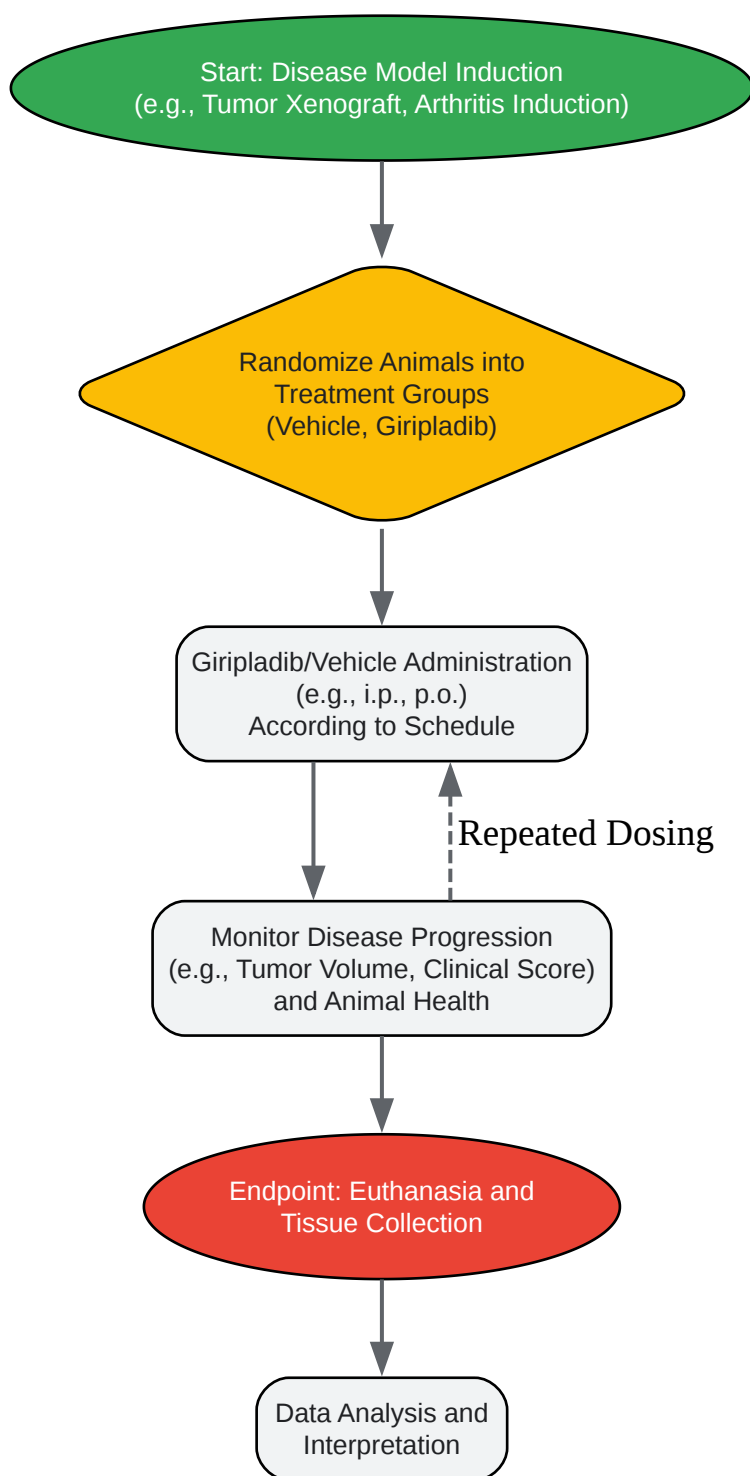 Start: Disease Model Induction
(e.g., Tumor Xenograft, Arthritis Induction)
Randomize Animals into
Treatment Groups
(Vehicle, Giripladib)
Giripladib/Vehicle Administration
(e.g., i.p., p.o.)
According to Schedule
Repeated Dosing
Monitor Disease Progression
(e.g., Tumor Volume, Clinical Score)
and Animal Health
Endpoint: Euthanasia and
Tissue Collection
Data Analysis and
Interpretation